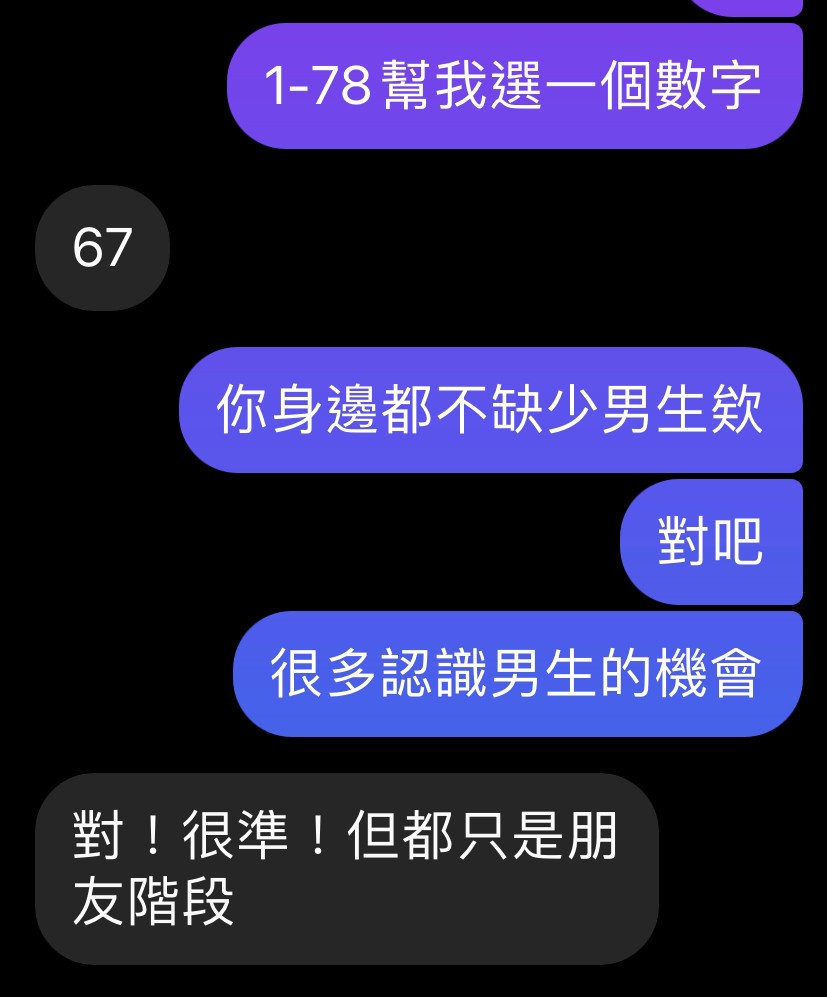 1-78幫我選一個數字
67
你身邊都不缺少男生欸
對吧
很多認識男生的機會
對！很準！但都只是朋
友階段